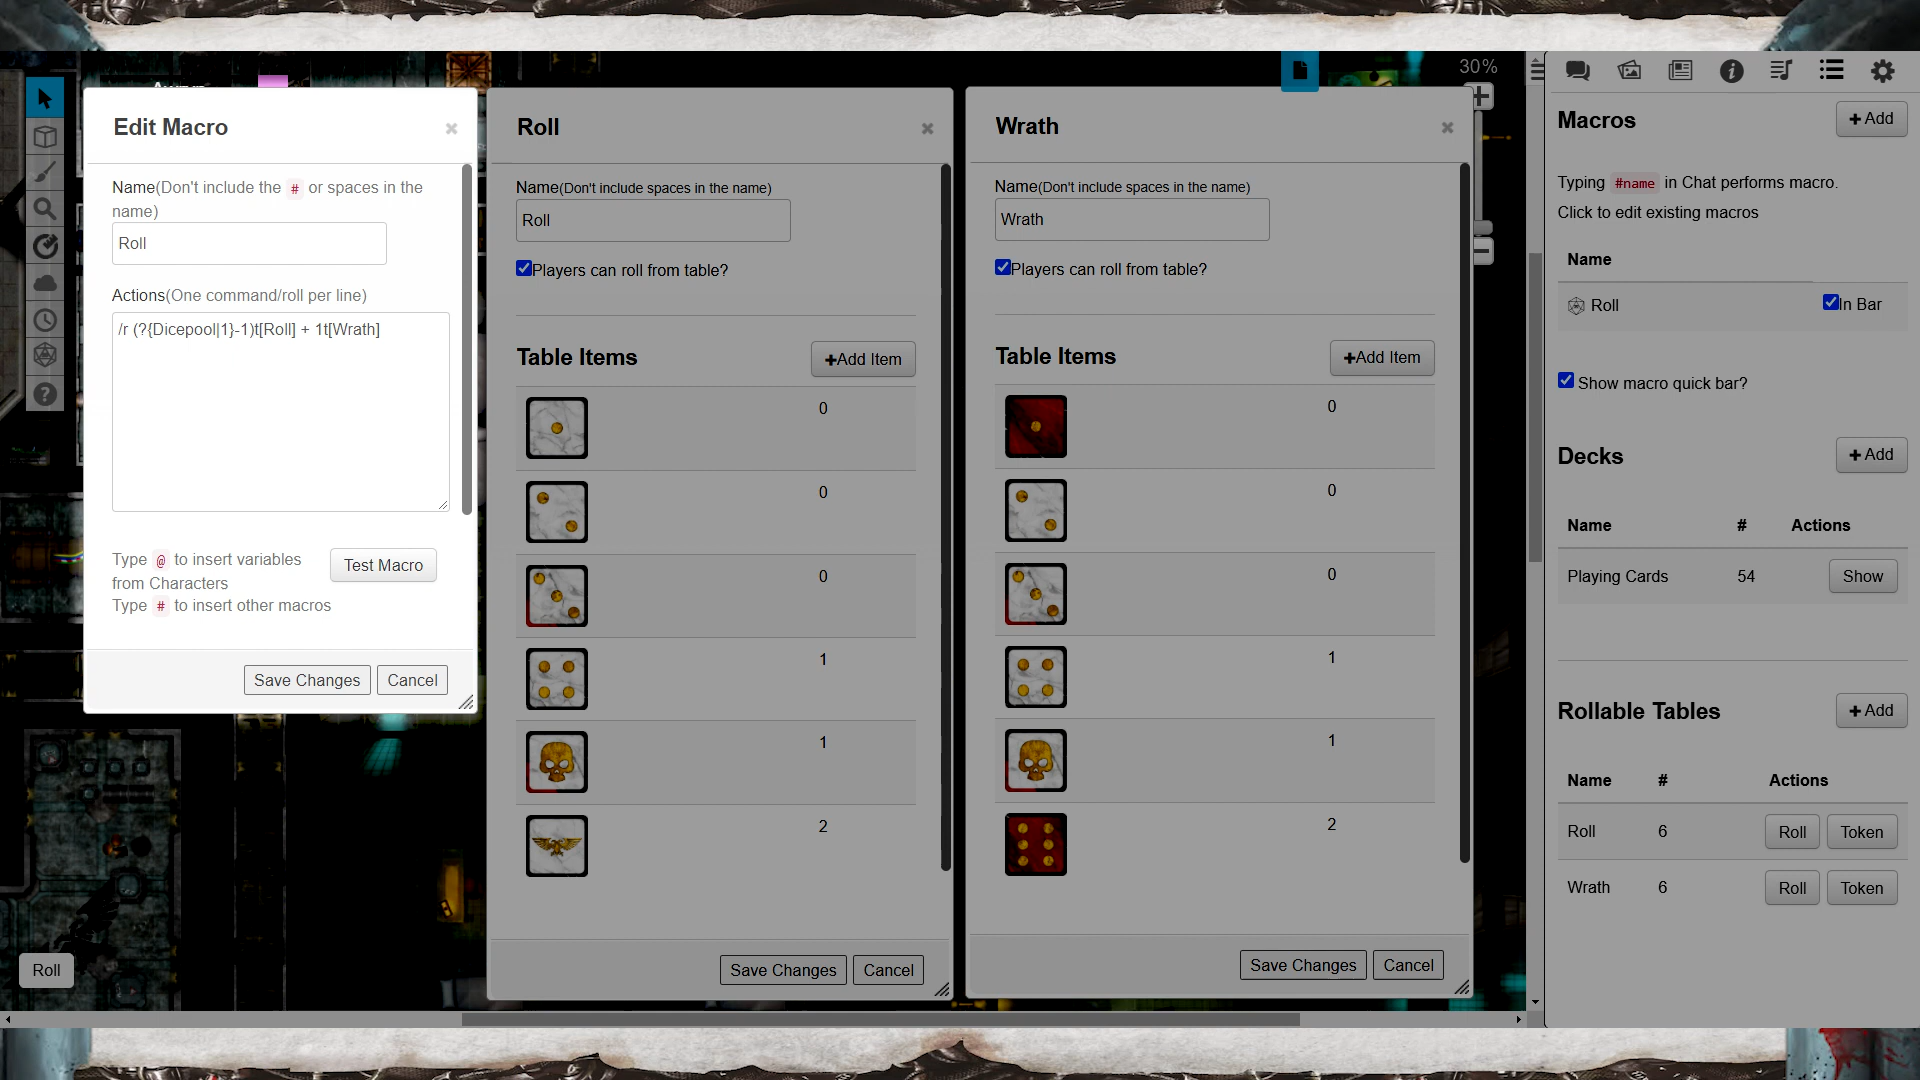 30%
Edit Macro
Name(Don't include the # or spaces in the
name)
Roll
Actions(One command/roll per line)
/r (?{Dicepool|1}-1)t[Roll] + 1t[Wrath]
Type @ to insert variables
from Characters
Type # to insert other macros
Test Macro
Save Changes
Cancel
Roll
Roll
Name(Don't include spaces in the name)
Roll
Players can roll from table?
Table Items
+Add Item
0
0
0
1
1
2
Save Changes
Cancel
Wrath
Name(Don't include spaces in the name)
Wrath
Players can roll from table?
Table Items
+Add Item
0
0
0
1
1
2
Save Changes
Cancel
Macros
+ Add
Typing #name in Chat performs macro.
Click to edit existing macros
Name
Roll
In Bar
Show macro quick bar?
Decks
+ Add
Name # Actions
Playing Cards 54 Show
Rollable Tables
+ Add
Name # Actions
Roll 6 Roll Token
Wrath 6 Roll Token